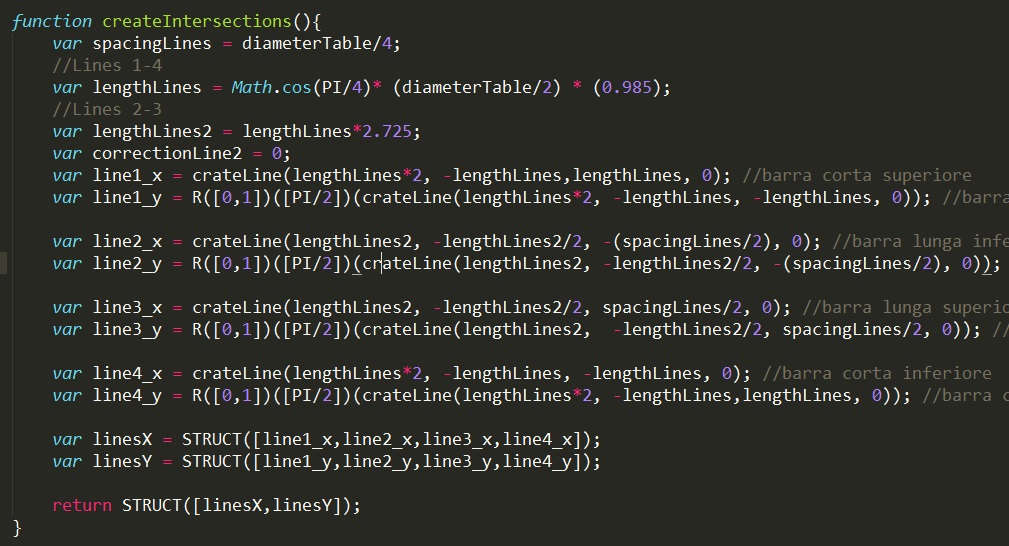 function createIntersections(){
var spacingLines = diameterTable/4;
//Lines 1-4
var lengthLines = Math.cos(PI/4)* (diameterTable/2) * (0.985);
//Lines 2-3
var lengthLines2 = lengthLines*2.725;
var correctionLine2 = 0;
var line1_x = crateLine(lengthLines*2, -lengthLines,lengthLines, 0); //barra corta superiore
var line1_y = R([0,1])([PI/2])(crateLine(lengthLines*2, -lengthLines, -lengthLines, 0)); //barra
var line2_x = crateLine(lengthLines2, -lengthLines2/2, -(spacingLines/2), 0); //barra lunga infe
var line2_y = R([0,1])([PI/2])(crateLine(lengthLines2, -lengthLines2/2, -(spacingLines/2), 0));
var line3_x = crateLine(lengthLines2, -lengthLines2/2, spacingLines/2, 0); //barra lunga superio
var line3_y = R([0,1])([PI/2])(crateLine(lengthLines2,  -lengthLines2/2, spacingLines/2, 0)); //
var line4_x = crateLine(lengthLines*2, -lengthLines, -lengthLines, 0); //barra corta inferiore
var line4_y = R([0,1])([PI/2])(crateLine(lengthLines*2, -lengthLines,lengthLines, 0)); //barra c
var linesX = STRUCT([line1_x,line2_x,line3_x,line4_x]);
var linesY = STRUCT([line1_y,line2_y,line3_y,line4_y]);
return STRUCT([linesX,linesY]);
}